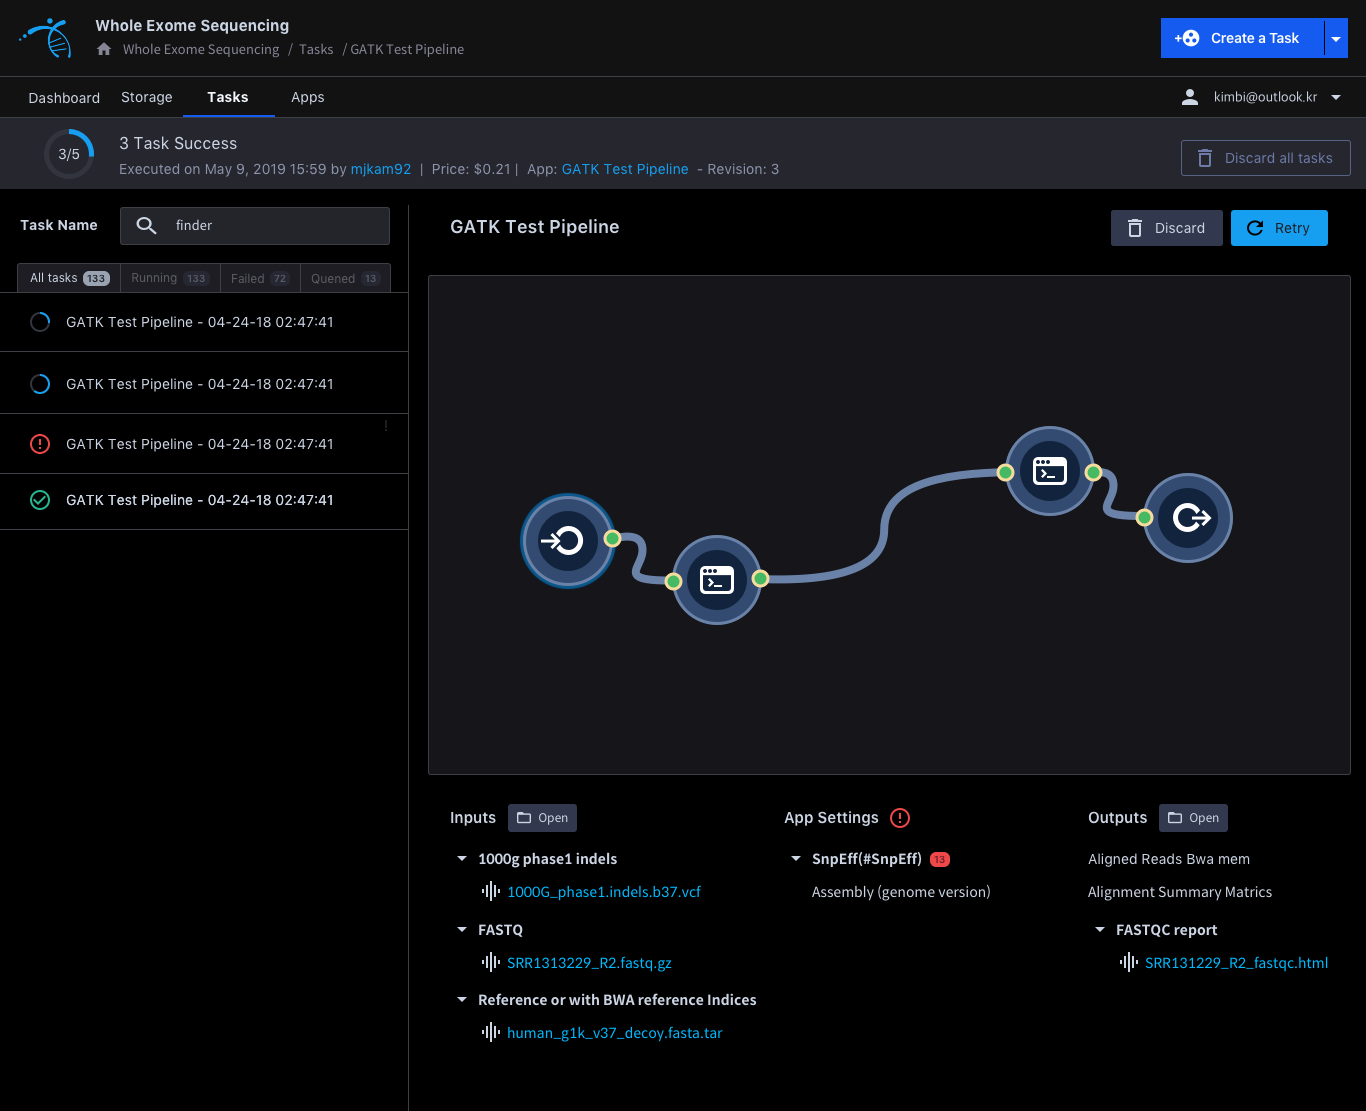 Whole Exome Sequencing
Whole Exome Sequencing / Tasks / GATK Test Pipeline
Create a Task
Dashboard Storage Tasks Apps
kimbi@outlook.kr
3/5
3 Task Success
Executed on May 9, 2019 15:59 by mjkam92 | Price: $0.21 | App: GATK Test Pipeline - Revision: 3
Discard all tasks
Task Name
finder
All tasks 133 Running 133 Failed 72 Quened 13
GATK Test Pipeline - 04-24-18 02:47:41
GATK Test Pipeline - 04-24-18 02:47:41
GATK Test Pipeline - 04-24-18 02:47:41
GATK Test Pipeline - 04-24-18 02:47:41
GATK Test Pipeline
Discard
Retry
Inputs Open
1000g phase1 indels
1000G_phase1.indels.b37.vcf
FASTQ
SRR1313229_R2.fastq.gz
Reference or with BWA reference Indices
human_g1k_v37_decoy.fasta.tar
App Settings
SnpEff(#SnpEff) 13
Assembly (genome version)
Outputs Open
Aligned Reads Bwa mem
Alignment Summary Matrics
FASTQC report
SRR131229_R2_fastqc.html